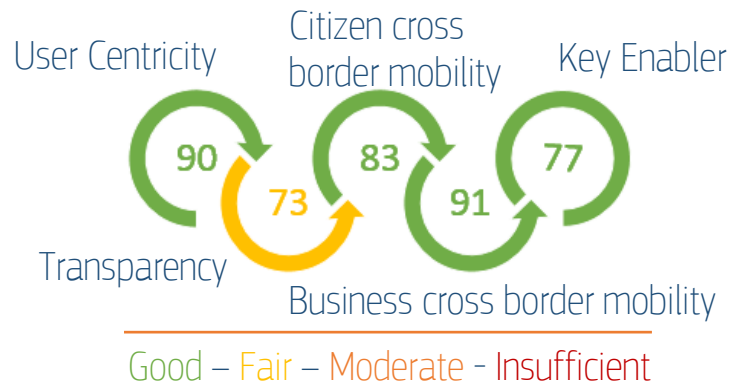 User Centricity
Citizen cross
border mobility
Key Enabler
90
73
83
91
77
Transparency
Business cross border mobility
Good – Fair – Moderate - Insufficient